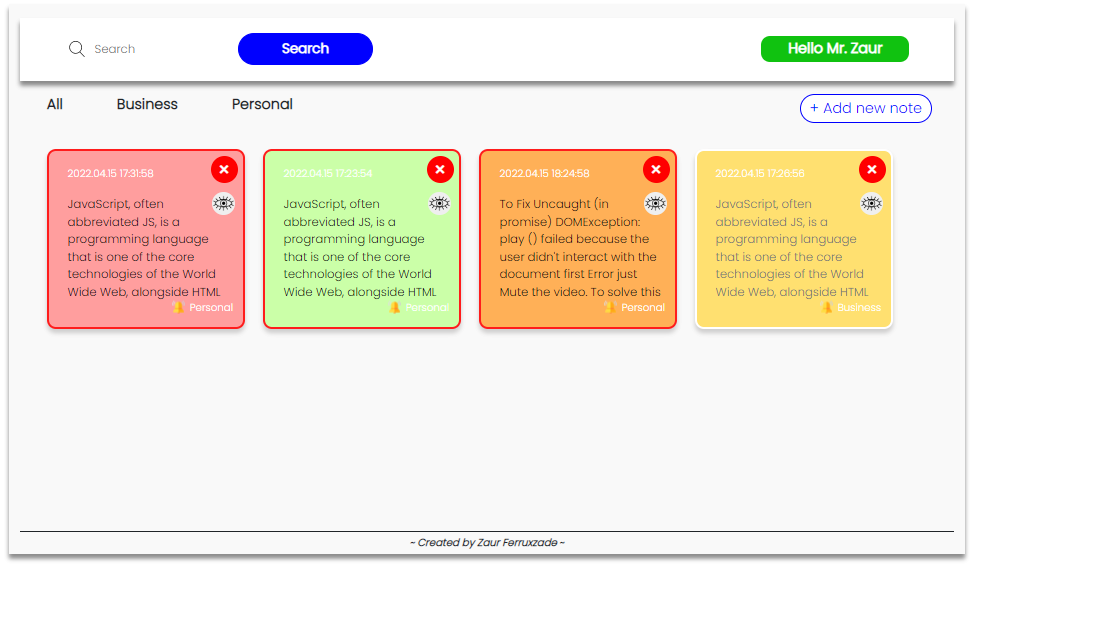 Search
Search
Hello Mr. Zaur
All
Business
Personal
+ Add new note
2022.04.15 17:31:58
JavaScript, often
abbreviated JS, is a
programming language
that is one of the core
technologies of the World
Wide Web, alongside HTML
Personal
2022.04.15 17:23:54
JavaScript, often
abbreviated JS, is a
programming language
that is one of the core
technologies of the World
Wide Web, alongside HTML
Personal
2022.04.15 18:24:58
To Fix Uncaught (in
promise) DOMException:
play () failed because the
user didn't interact with the
document first Error just
Mute the video. To solve this
Personal
2022.04.15 17:26:56
JavaScript, often
abbreviated JS, is a
programming language
that is one of the core
technologies of the World
Wide Web, alongside HTML
Business
~ Created by Zaur Ferruxzade ~